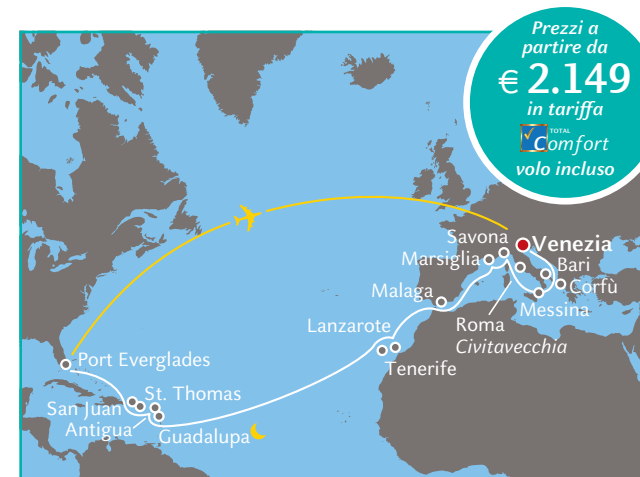 Prezzi a
partire da
€ 2.149
in tariffa
TOTAL
Comfort
volo incluso
Savona
Venezia
Marsiglia
Bari
Corfù
Malaga
Messina
Roma
Civitavecchia
Lanzarote
Tenerife
Port Everglades
St. Thomas
San Juan
Antigua
Guadalupa